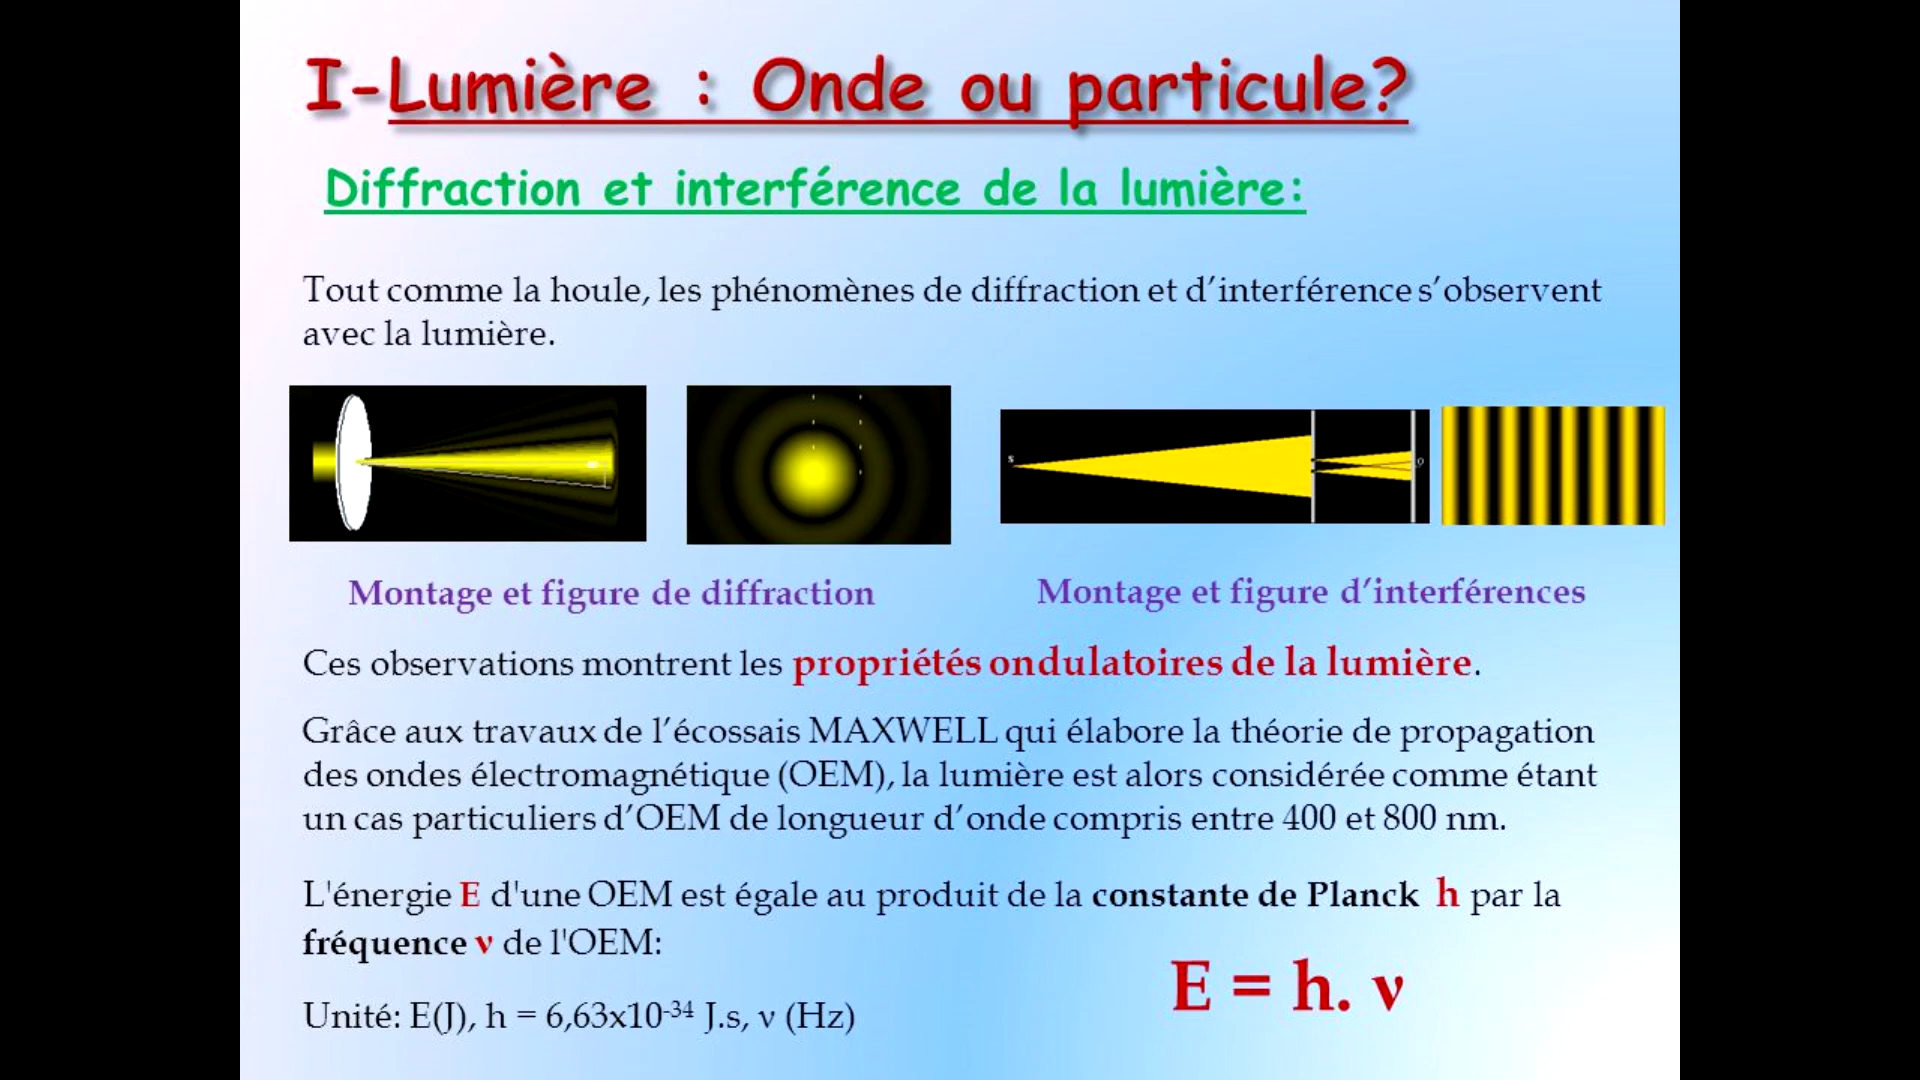 I-Lumière : Onde ou particule?
Diffraction et interférence de la lumière:
Tout comme la houle, les phénomènes de diffraction et d’interférence s’observent
avec la lumière.
s
Montage et figure de diffraction
Montage et figure d’interférences
Ces observations montrent les propriétés ondulatoires de la lumière.
Grâce aux travaux de l’écossais MAXWELL qui élabore la théorie de propagation
des ondes électromagnétique (OEM), la lumière est alors considérée comme étant
un cas particuliers d’OEM de longueur d’onde compris entre 400 et 800 nm.
L'énergie E d'une OEM est égale au produit de la constante de Planck h par la
fréquence ν de l'OEM:
E = h. ν
Unité: E(J), h = 6,63x10⁻³⁴ J.s, ν (Hz)